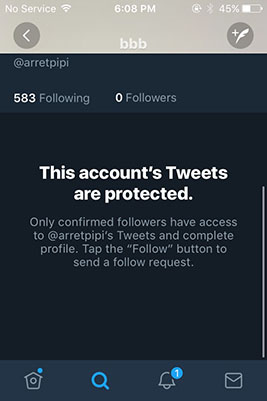 No Service 6:08 PM 45%
bbb
@arretpipi
583 Following 0 Followers
This account's Tweets
are protected.
Only confirmed followers have access
to @arretpipi's Tweets and complete
profile. Tap the “Follow” button to
send a follow request.
1